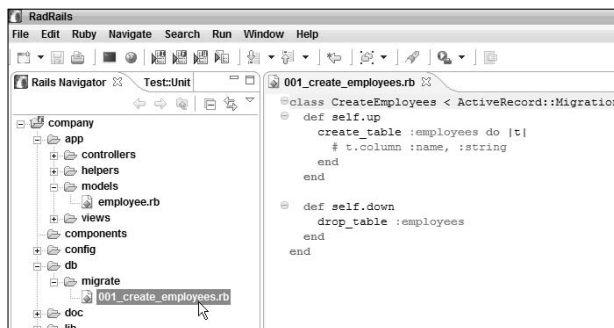 RadRails
File Edit Ruby Navigate Search Run Window Help
Rails Navigator Test::Unit
company
app
controllers
helpers
models
employee.rb
views
components
config
db
migrate
001_create_employees.rb
doc
lib
001_create_employees.rb
class CreateEmployees < ActiveRecord::Migration
def self.up
create_table :employees do |t|
# t.column :name, :string
end
end
def self.down
drop_table :employees
end
end